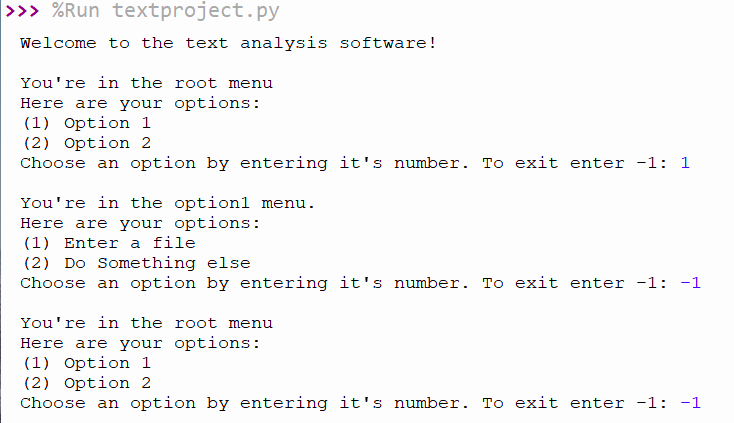 >>> %Run textproject.py
Welcome to the text analysis software!
You're in the root menu
Here are your options:
(1) Option 1
(2) Option 2
Choose an option by entering it's number. To exit enter -1: 1
You're in the option1 menu.
Here are your options:
(1) Enter a file
(2) Do Something else
Choose an option by entering it's number. To exit enter -1: -1
You're in the root menu
Here are your options:
(1) Option 1
(2) Option 2
Choose an option by entering it's number. To exit enter -1: -1